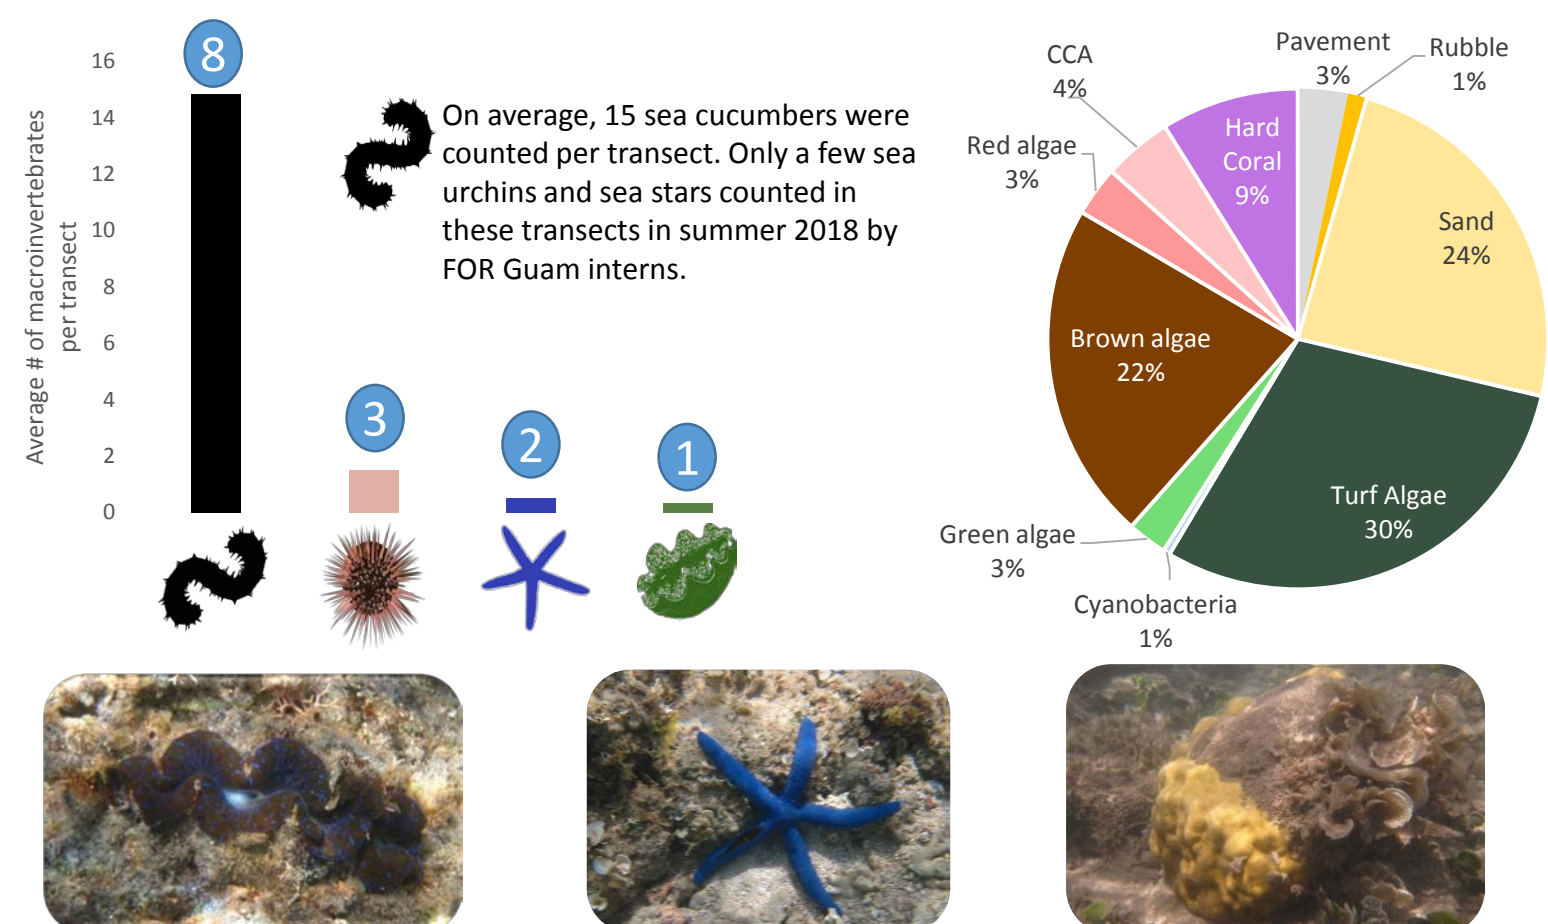 Average # of macroinvertebrates
per transect
16
14
12
10
8
6
4
2
0
8
3
2
1
On average, 15 sea cucumbers were
counted per transect. Only a few sea
urchins and sea stars counted in
these transects in summer 2018 by
FOR Guam interns.
Pavement
3%
Rubble
1%
Sand
24%
Turf Algae
30%
Cyanobacteria
1%
Green algae
3%
Brown algae
22%
Red algae
3%
CCA
4%
Hard
Coral
9%